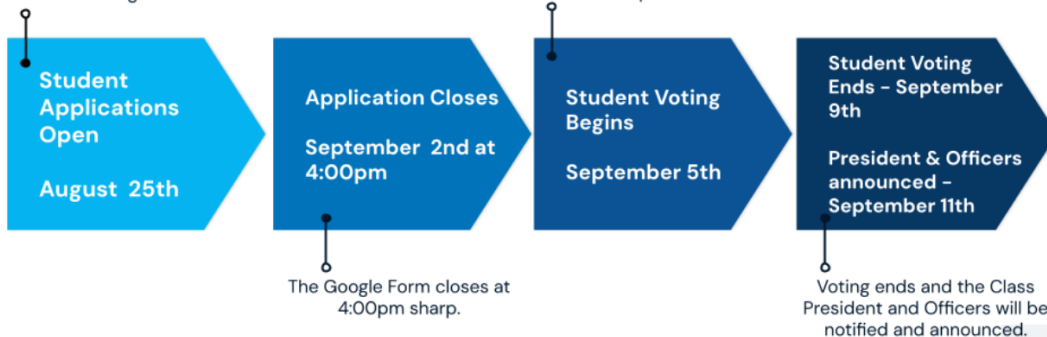 Student
Applications
Open
August 25th
Application Closes
September 2nd at
4:00pm
The Google Form closes at
4:00pm sharp.
Student Voting
Begins
September 5th
Student Voting
Ends - September
9th
President & Officers
announced -
September 11th
Voting ends and the Class
President and Officers will be
notified and announced.